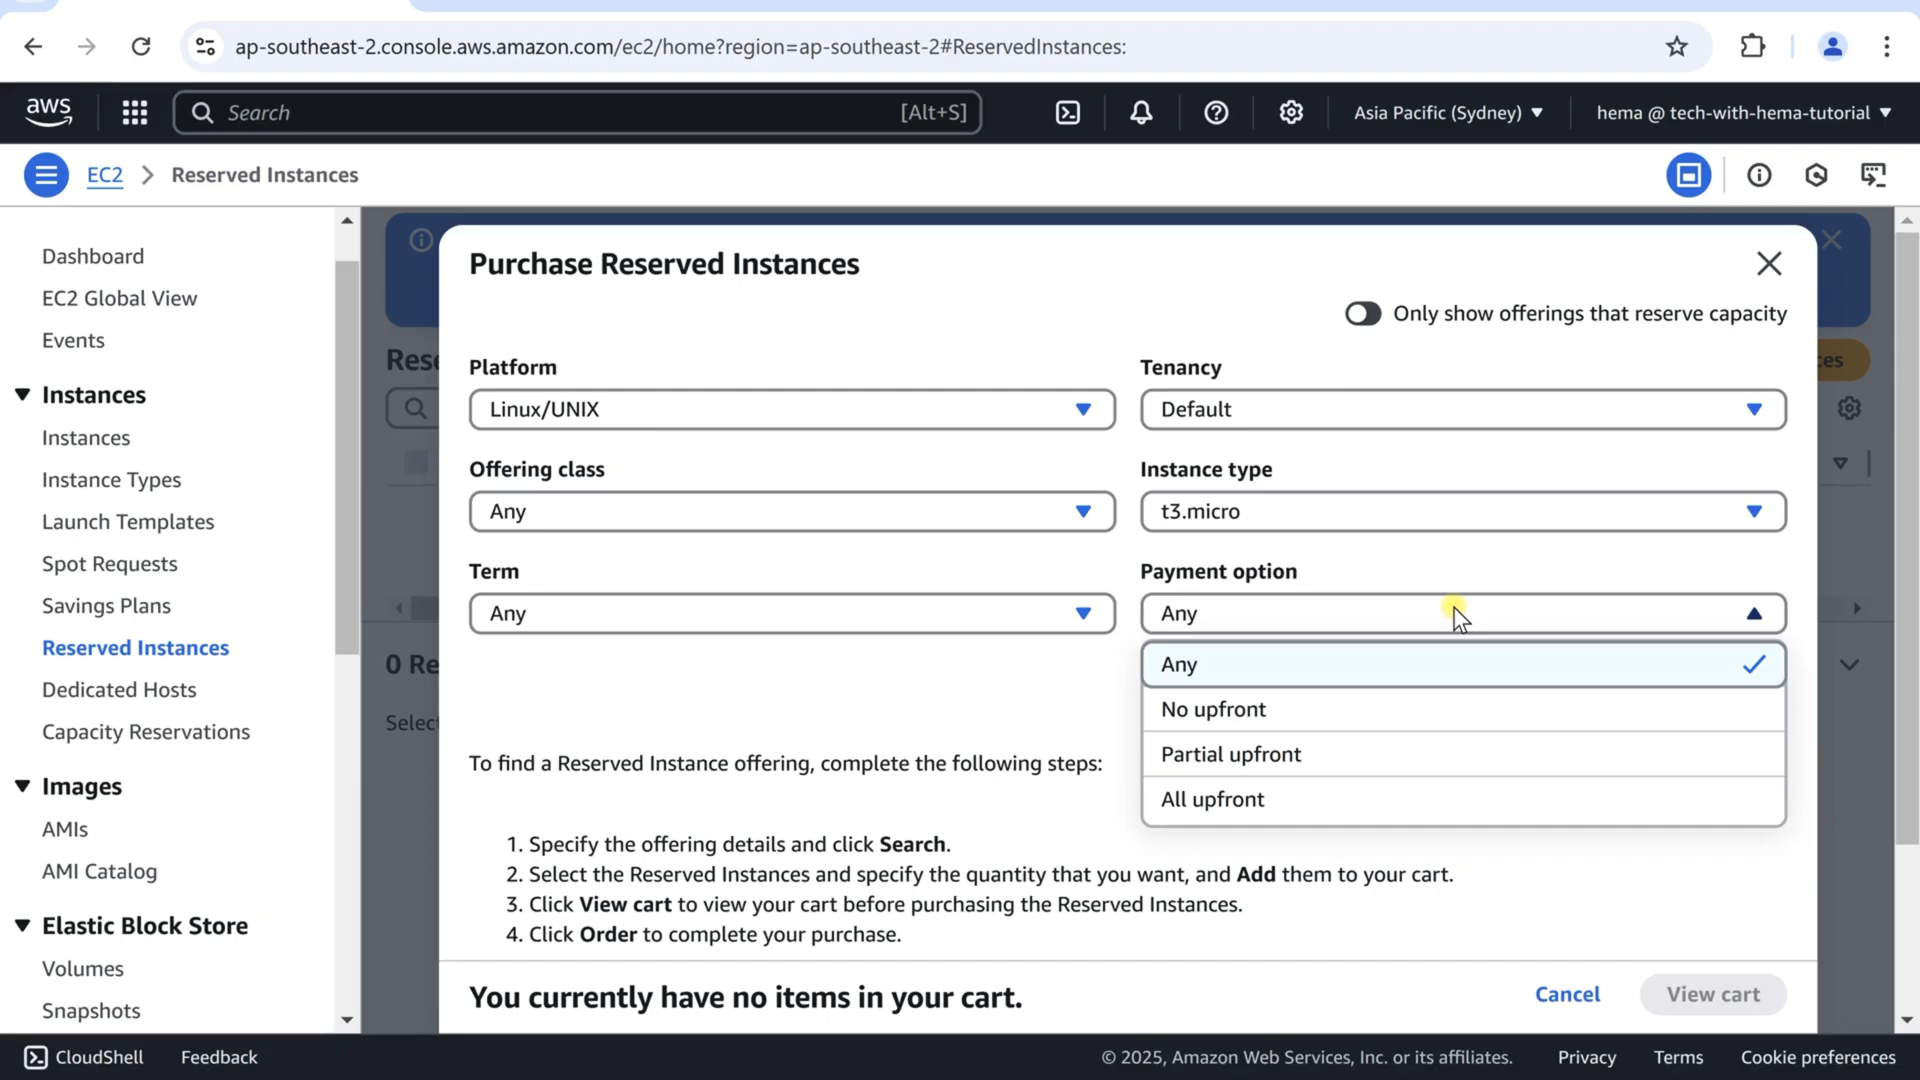 ap-southeast-2.console.aws.amazon.com/ec2/home?region=ap-southeast-2#ReservedInstances:
aws
Search
[Alt+S]
Asia Pacific (Sydney)
hema @ tech-with-hema-tutorial
EC2
Reserved Instances
Dashboard
EC2 Global View
Events
Instances
Instances
Instance Types
Launch Templates
Spot Requests
Savings Plans
Reserved Instances
Dedicated Hosts
Capacity Reservations
Images
AMIs
AMI Catalog
Elastic Block Store
Volumes
Snapshots
Purchase Reserved Instances
Only show offerings that reserve capacity
Platform
Linux/UNIX
Tenancy
Default
Offering class
Any
Instance type
t3.micro
Term
Any
Payment option
Any
Any
No upfront
Partial upfront
All upfront
To find a Reserved Instance offering, complete the following steps:
1. Specify the offering details and click Search.
2. Select the Reserved Instances and specify the quantity that you want, and Add them to your cart.
3. Click View cart to view your cart before purchasing the Reserved Instances.
4. Click Order to complete your purchase.
You currently have no items in your cart.
Cancel
View cart
CloudShell
Feedback
© 2025, Amazon Web Services, Inc. or its affiliates.
Privacy
Terms
Cookie preferences